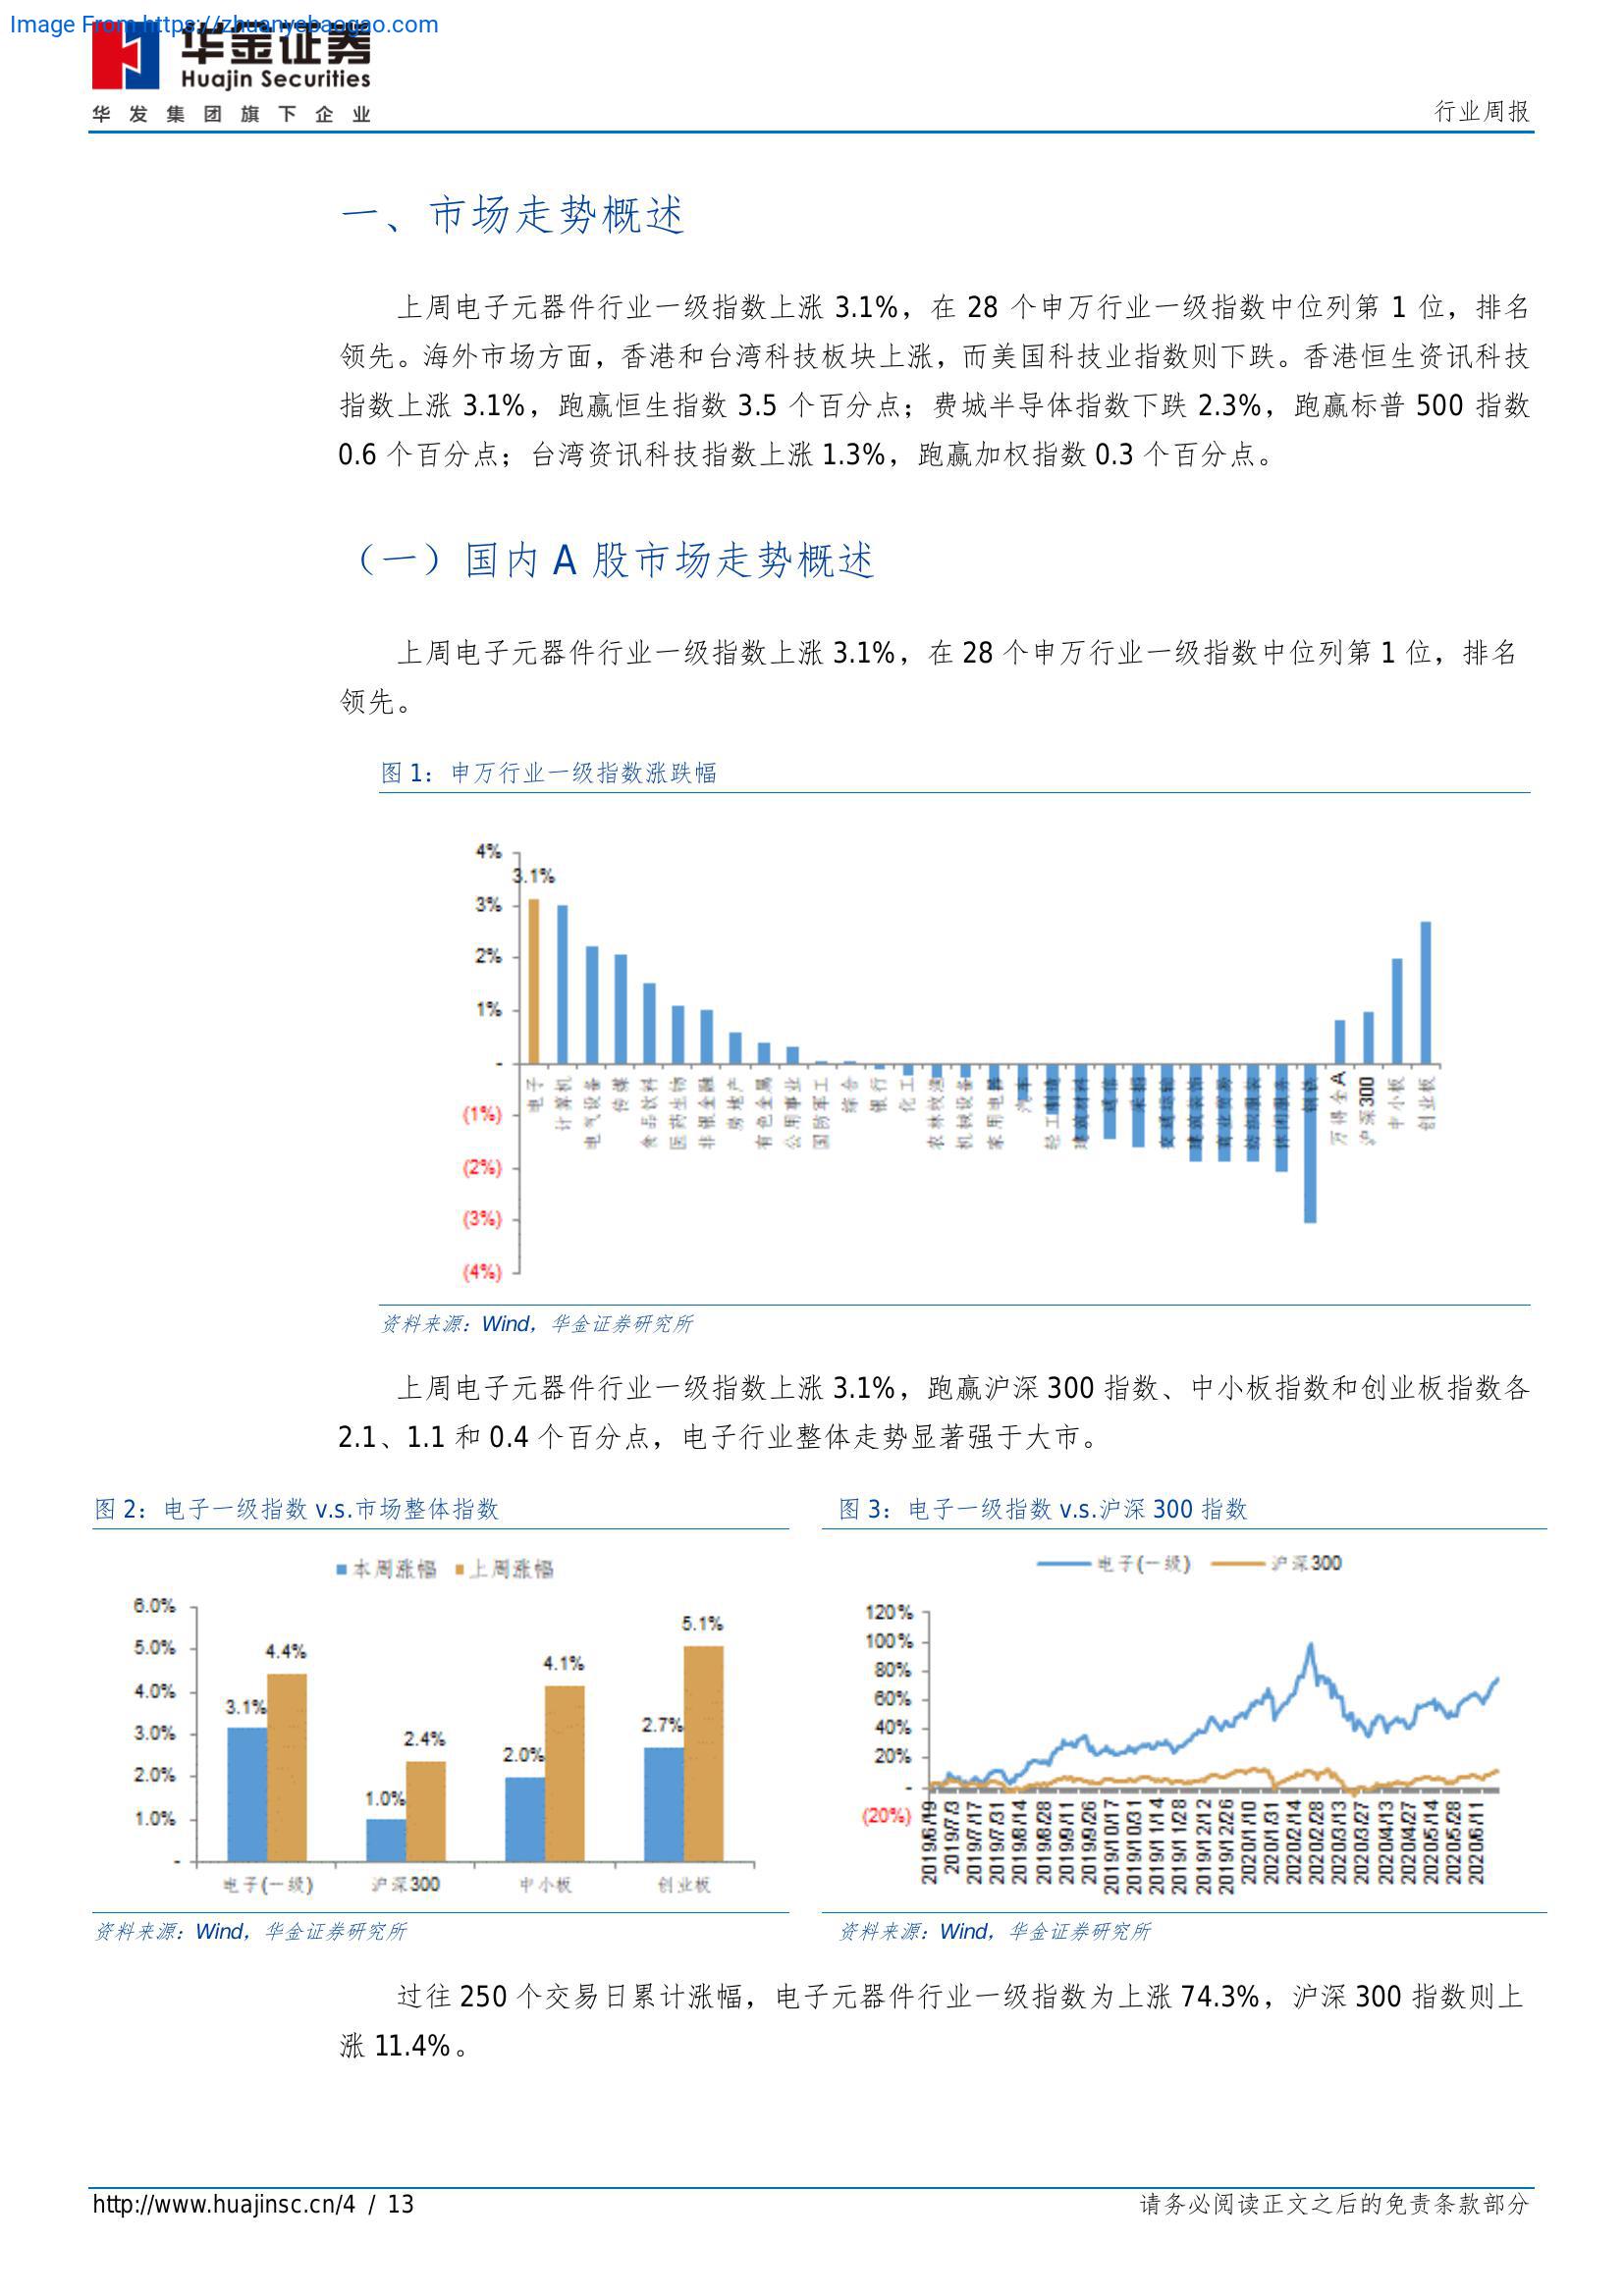 Image From https://zhuanyebaogao.com
华金证券
Huajin Securities
华发集团旗下企业
行业周报
一、市场走势概述
上周电子元器件行业一级指数上涨 3.1%，在 28 个申万行业一级指数中位列第 1 位，排名
领先。海外市场方面，香港和台湾科技板块上涨，而美国科技业指数则下跌。香港恒生资讯科技
指数上涨 3.1%，跑赢恒生指数 3.5 个百分点；费城半导体指数下跌 2.3%，跑赢标普 500 指数
0.6 个百分点；台湾资讯科技指数上涨 1.3%，跑赢加权指数 0.3 个百分点。
（一）国内 A 股市场走势概述
上周电子元器件行业一级指数上涨 3.1%，在 28 个申万行业一级指数中位列第 1 位，排名
领先。
图 1：申万行业一级指数涨跌幅
4%
3.1%
3%
2%
1%
-
(1%)
(2%)
(3%)
(4%)
电子
计算机
电气设备
传媒
食品饮料
医药生物
非银金融
房地产
有色金属
公用事业
国防军工
综合
银行
化工
农林牧渔
机械设备
家用电器
汽车
轻工制造
建筑材料
通信
采掘
交通运输
建筑装饰
商业贸易
纺织服装
休闲服务
钢铁
万得全A
沪深300
中小板
创业板
资料来源：Wind，华金证券研究所
上周电子元器件行业一级指数上涨 3.1%，跑赢沪深 300 指数、中小板指数和创业板指数各
2.1、1.1 和 0.4 个百分点，电子行业整体走势显著强于大市。
图 2：电子一级指数 v.s.市场整体指数
本周涨幅 上周涨幅
6.0%
5.0%
4.0%
3.0%
2.0%
1.0%
-
3.1%
4.4%
1.0%
2.4%
2.0%
4.1%
2.7%
5.1%
电子(一级) 沪深300 中小板 创业板
资料来源：Wind，华金证券研究所
图 3：电子一级指数 v.s.沪深 300 指数
电子(一级) 沪深300
120%
100%
80%
60%
40%
20%
-
(20%)
2019/6/19
2019/7/3
2019/7/17
2019/7/31
2019/8/14
2019/8/28
2019/9/11
2019/9/26
2019/10/17
2019/10/31
2019/11/14
2019/11/28
2019/12/12
2019/12/26
2020/1/10
2020/1/31
2020/2/14
2020/2/28
2020/3/13
2020/3/27
2020/4/13
2020/4/27
2020/5/14
2020/5/28
2020/6/11
资料来源：Wind，华金证券研究所
过往 250 个交易日累计涨幅，电子元器件行业一级指数为上涨 74.3%，沪深 300 指数则上
涨 11.4%。
http://www.huajinsc.cn/4 / 13
请务必阅读正文之后的免责条款部分